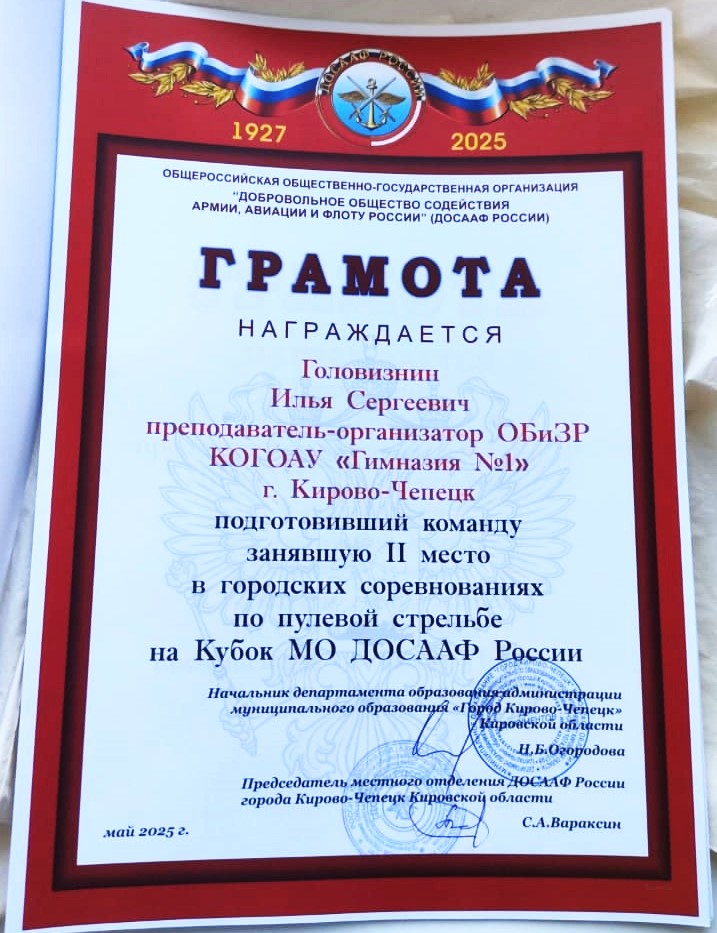 ДОСААФ РОССИИ
1927
2025
ОБЩЕРОССИЙСКАЯ ОБЩЕСТВЕННО-ГОСУДАРСТВЕННАЯ ОРГАНИЗАЦИЯ
"ДОБРОВОЛЬНОЕ ОБЩЕСТВО СОДЕЙСТВИЯ
АРМИИ, АВИАЦИИ И ФЛОТУ РОССИИ" (ДОСААФ РОССИИ)
ГРАМОТА
НАГРАЖДАЕТСЯ
Головизнин
Илья Сергеевич
преподаватель-организатор ОБиЗР
КОГОАУ «Гимназия №1»
г. Кирово-Чепецк
подготовивший команду
занявшую II место
в городских соревнованиях
по пулевой стрельбе
на Кубок МО ДОСААФ России
Начальник департамента образования администрации
муниципального образования «Город Кирово-Чепецк»
Кировской области
Н.Б.Огородова
Председатель местного отделения ДОСААФ России
города Кирово-Чепецк Кировской области
С.А.Вараксин
май 2025 г.